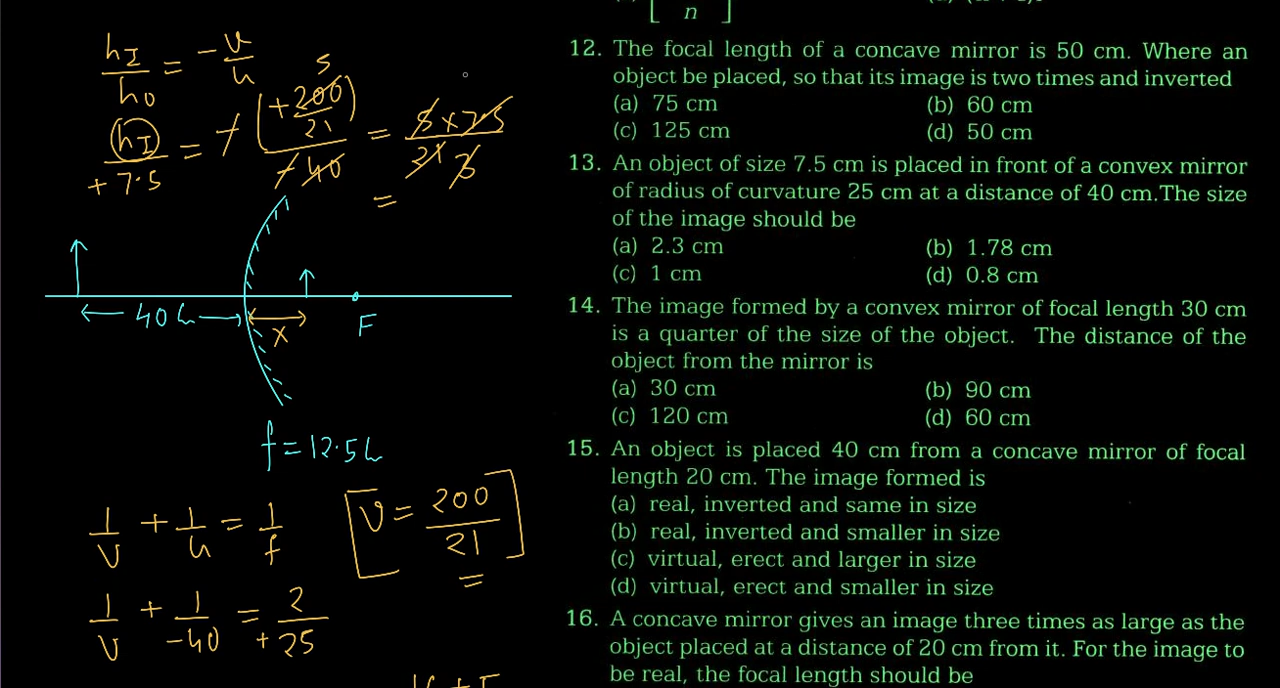 h_I/h_0 = -v/u
h_I/+7.5 = (+200/21)/-40 = 5×7.5/21
5
3
=
40 cm
x
F
f = 12.5 cm
1/v + 1/u = 1/f
v = 200/21
=
1/v + 1/-40 = 2/+25
n
12. The focal length of a concave mirror is 50 cm. Where an
object be placed, so that its image is two times and inverted
(a) 75 cm (b) 60 cm
(c) 125 cm (d) 50 cm
13. An object of size 7.5 cm is placed in front of a convex mirror
of radius of curvature 25 cm at a distance of 40 cm.The size
of the image should be
(a) 2.3 cm (b) 1.78 cm
(c) 1 cm (d) 0.8 cm
14. The image formed by a convex mirror of focal length 30 cm
is a quarter of the size of the object. The distance of the
object from the mirror is
(a) 30 cm (b) 90 cm
(c) 120 cm (d) 60 cm
15. An object is placed 40 cm from a concave mirror of focal
length 20 cm. The image formed is
(a) real, inverted and same in size
(b) real, inverted and smaller in size
(c) virtual, erect and larger in size
(d) virtual, erect and smaller in size
16. A concave mirror gives an image three times as large as the
object placed at a distance of 20 cm from it. For the image to
be real, the focal length should be